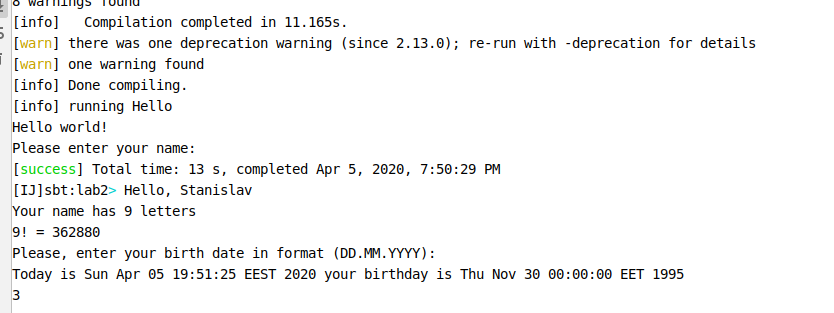 8 warnings found
[info]   Compilation completed in 11.165s.
[warn] there was one deprecation warning (since 2.13.0); re-run with -deprecation for details
[warn] one warning found
[info] Done compiling.
[info] running Hello
Hello world!
Please enter your name:
[success] Total time: 13 s, completed Apr 5, 2020, 7:50:29 PM
[IJ]sbt:lab2> Hello, Stanislav
Your name has 9 letters
9! = 362880
Please, enter your birth date in format (DD.MM.YYYY):
Today is Sun Apr 05 19:51:25 EEST 2020 your birthday is Thu Nov 30 00:00:00 EET 1995
3